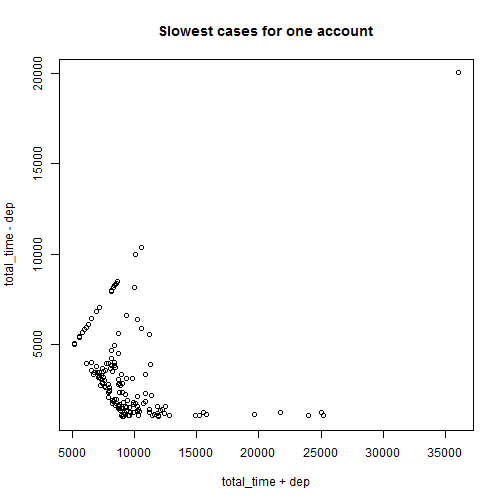 Slowest cases for one account
total_time - dep
20000
15000
10000
5000
5000 10000 15000 20000 25000 30000 35000
total_time + dep